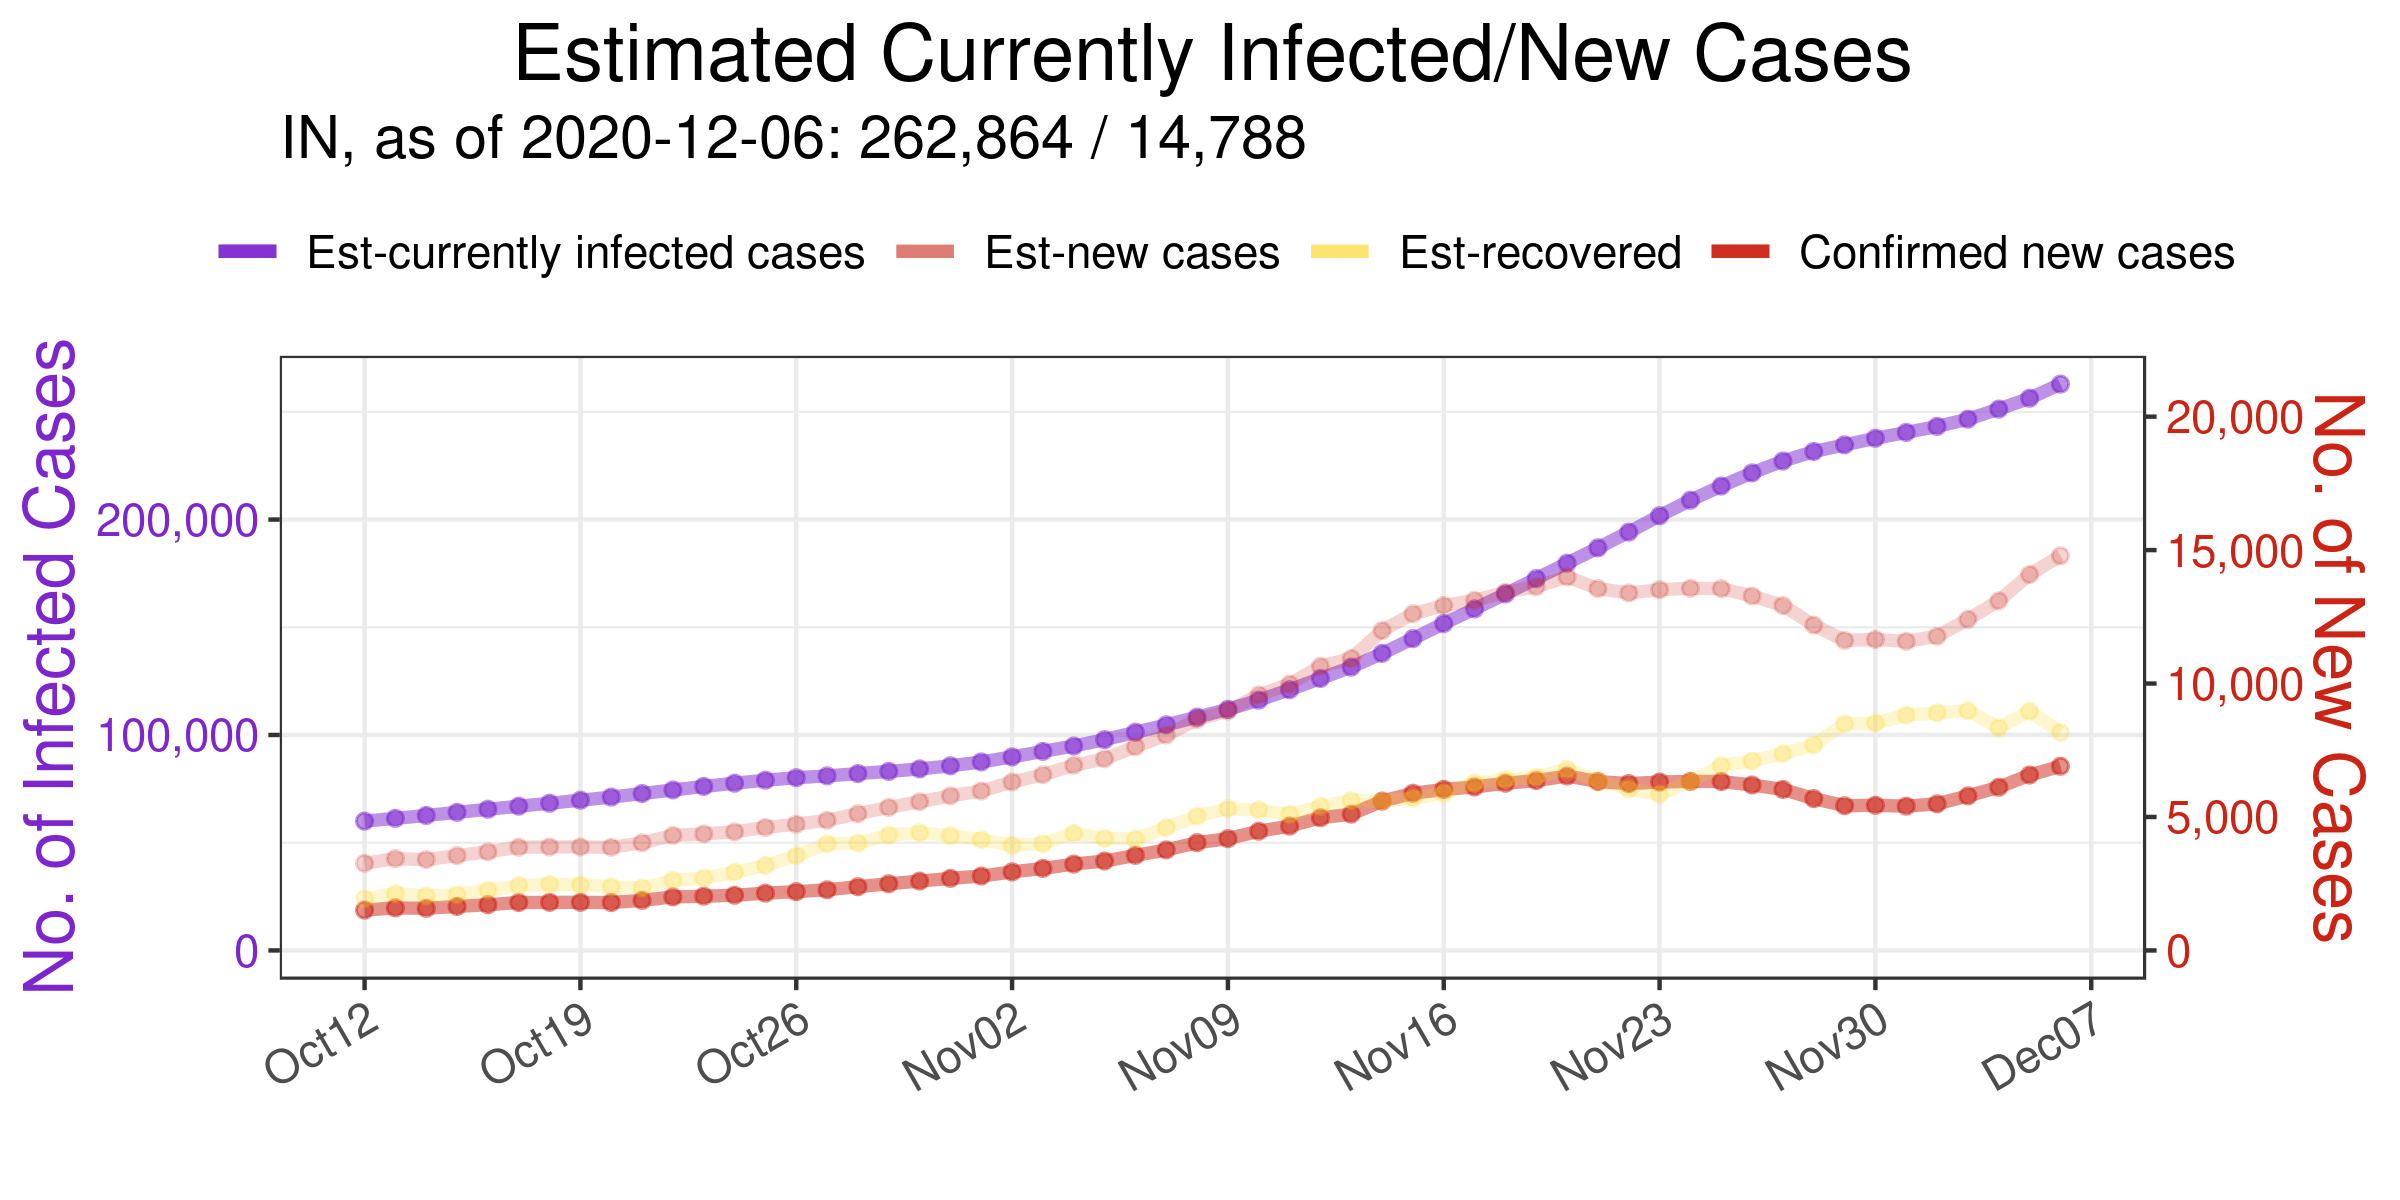 Estimated Currently Infected/New Cases
IN, as of 2020-12-06: 262,864 / 14,788
Est-currently infected cases Est-new cases Est-recovered Confirmed new cases
No. of Infected Cases
200,000
100,000
0
20,000
15,000
10,000
5,000
0
No. of New Cases
Oct12 Oct19 Oct26 Nov02 Nov09 Nov16 Nov23 Nov30 Dec07